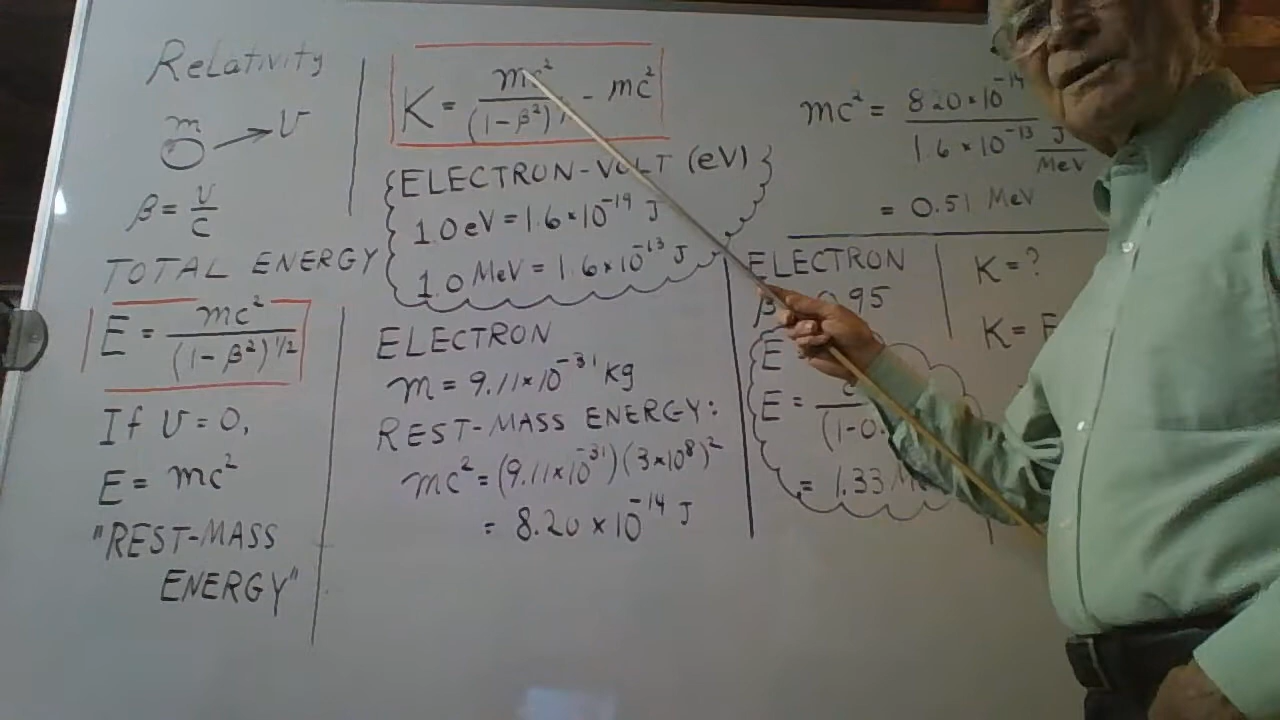 Relativity
m
v
β = v/c
TOTAL ENERGY
E = mc²/(1-β²)^1/2
If v = 0,
E = mc²
"REST-MASS
ENERGY"
K = mc²/(1-β²) - mc²
ELECTRON-VOLT (eV)
1.0 eV = 1.6×10⁻¹⁹ J
1.0 MeV = 1.6×10⁻¹³ J
ELECTRON
m = 9.11×10⁻³¹ kg
REST-MASS ENERGY:
mc² = (9.11×10⁻³¹)(3×10⁸)²
= 8.20×10⁻¹⁴ J
mc² = 8.20×10⁻¹⁴/1.6×10⁻¹³ J/MeV
= 0.51 MeV
ELECTRON
β 0.95
E
E =
(1-0.
= 1.33 M
K = ?
K = E